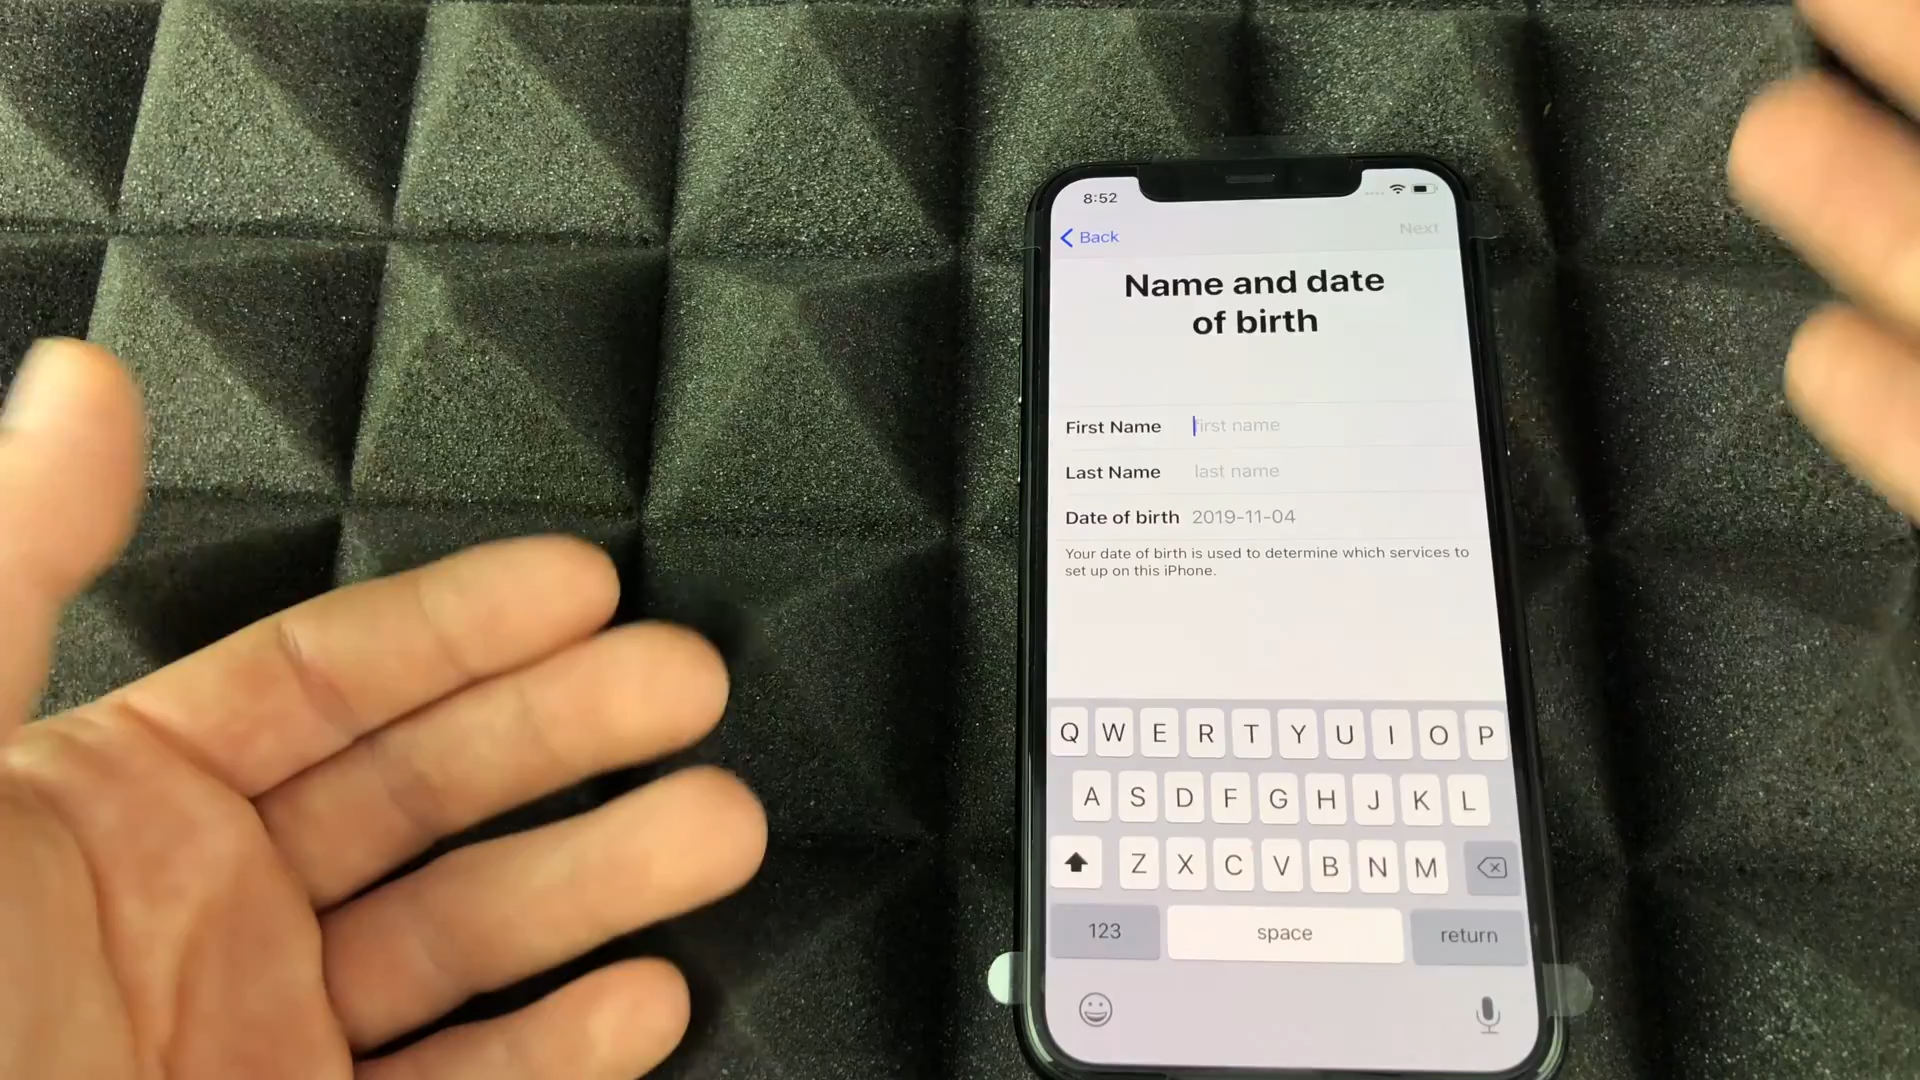 8:52
Back
Next
Name and date
of birth
First Name first name
Last Name last name
Date of birth 2019-11-04
Your date of birth is used to determine which services to
set up on this iPhone.
Q W E R T Y U I O P
A S D F G H J K L
Z X C V B N M
123 space return